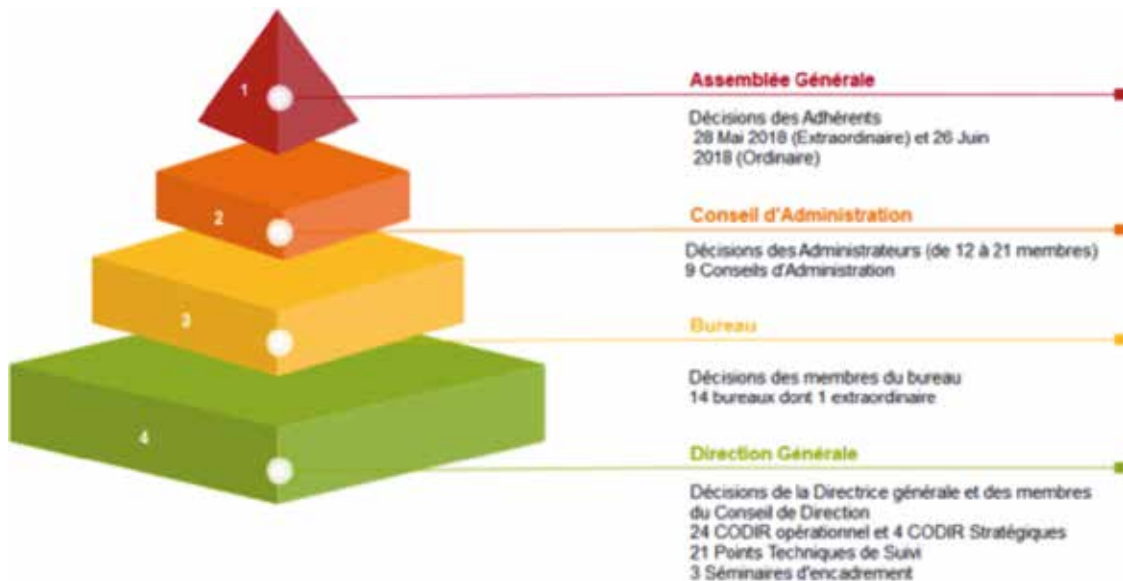 1
Assemblée Générale
Décisions des Adhérents
28 Mai 2018 (Extraordinaire) et 26 Juin
2018 (Ordinaire)
2
Conseil d'Administration
Décisions des Administrateurs (de 12 à 21 membres)
9 Conseils d'Administration
3
Bureau
Décisions des membres du bureau
14 bureaux dont 1 extraordinaire
4
Direction Générale
Décisions de la Directrice générale et des membres
du Conseil de Direction
24 CODIR opérationnel et 4 CODIR Stratégiques
21 Points Techniques de Suivi
3 Séminaires d'encadrement